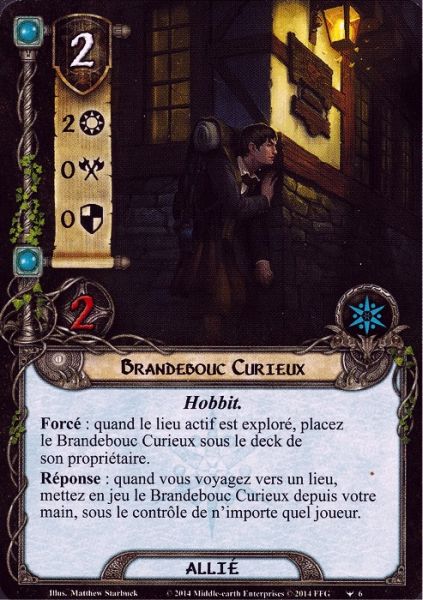 2
2
0
0
2
Brandebouc Curieux
Hobbit.
Forcé : quand le lieu actif est exploré, placez
le Brandebouc Curieux sous le deck de
son propriétaire.
Réponse : quand vous voyagez vers un lieu,
mettez en jeu le Brandebouc Curieux depuis votre
main, sous le contrôle de n'importe quel joueur.
ALLIÉ
Illus. Matthew Starbuck © 2014 Middle-earth Enterprises © 2014 FFG 6